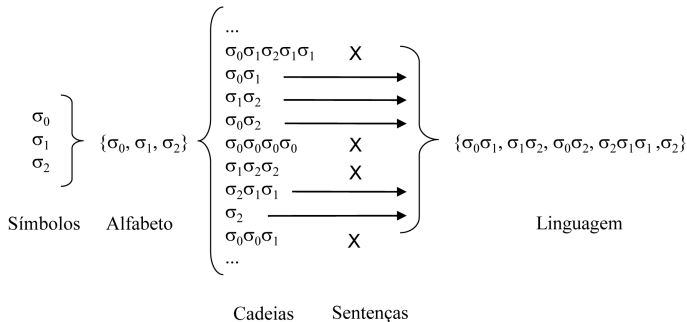 ...
σ₀σ₁σ₂σ₁σ₁ X
σ₀σ₁
σ₁σ₂
σ₀σ₂
σ₀σ₀σ₀σ₀ X
σ₁σ₂σ₂ X
σ₂σ₁σ₁
σ₂
σ₀σ₀σ₁ X
...
σ₀
σ₁
σ₂
{σ₀, σ₁, σ₂}
{σ₀σ₁, σ₁σ₂, σ₀σ₂, σ₂σ₁σ₁ ,σ₂}
Símbolos Alfabeto Linguagem
Cadeias Sentenças